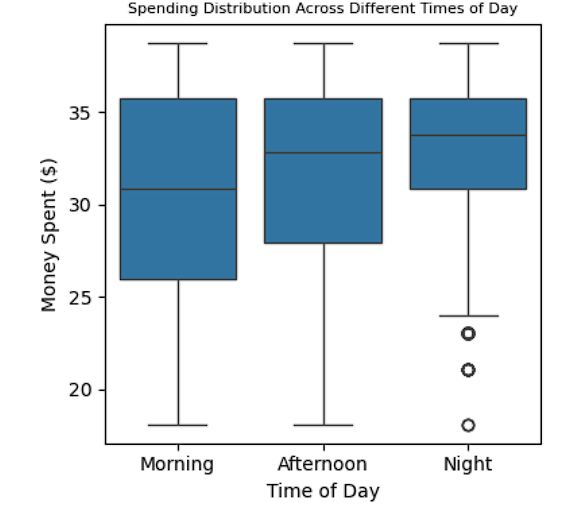 Spending Distribution Across Different Times of Day
Money Spent ($)
35
30
25
20
Morning Afternoon Night
Time of Day